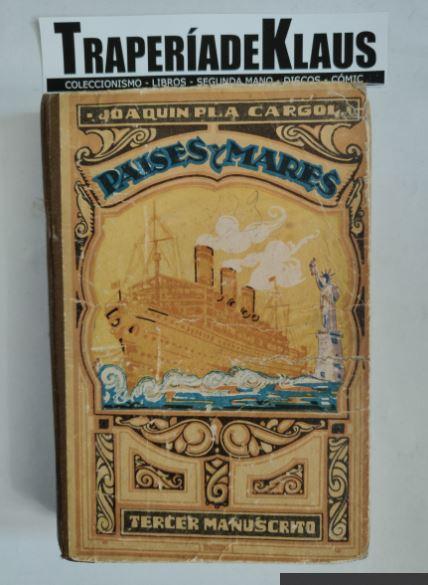 TRAPERÍADEKLAUS
COLECCIONISMO - LIBROS - SEGUNDA MANO - DISCOS - CÓMIC
JOAQUIN PLA CARGOL
PAISES Y MARES
TERCER MANUSCRITO